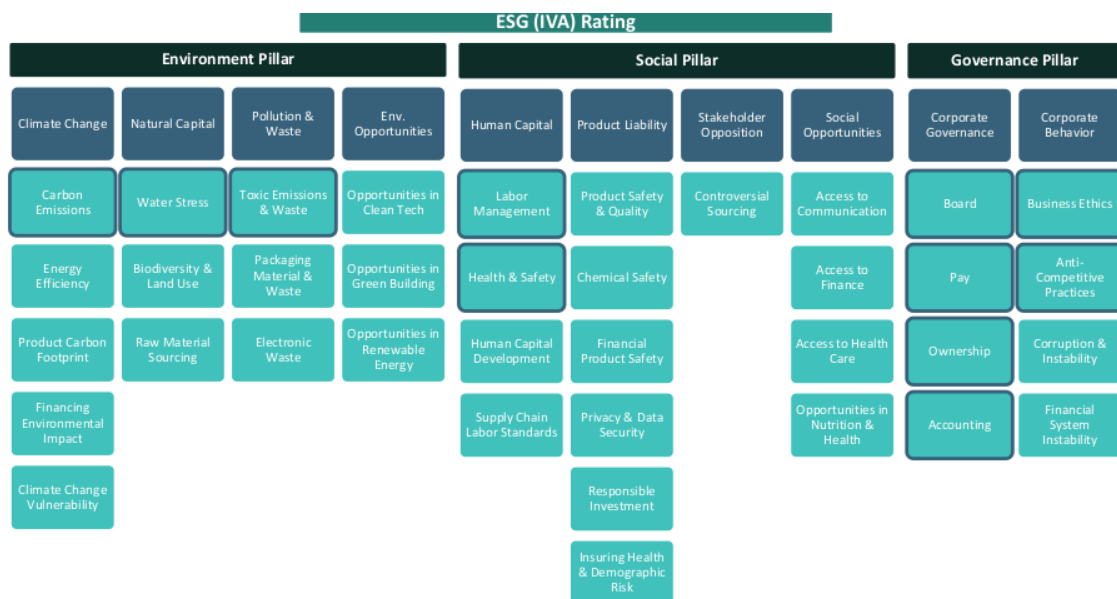 ESG (IVA) Rating
Environment Pillar
Social Pillar
Governance Pillar
Climate Change
Natural Capital
Pollution &
Waste
Env.
Opportunities
Human Capital
Product Liability
Stakeholder
Opposition
Social
Opportunities
Corporate
Governance
Corporate
Behavior
Carbon
Emissions
Water Stress
Toxic Emissions
& Waste
Opportunities in
Clean Tech
Labor
Management
Product Safety
& Quality
Controversial
Sourcing
Access to
Communication
Board
Business Ethics
Energy
Efficiency
Biodiversity &
Land Use
Packaging
Material &
Waste
Opportunities in
Green Building
Health & Safety
Chemical Safety
Access to
Finance
Pay
Anti-
Competitive
Practices
Product Carbon
Footprint
Raw Material
Sourcing
Electronic
Waste
Opportunities in
Renewable
Energy
Human Capital
Development
Financial
Product Safety
Access to Health
Care
Ownership
Corruption &
Instability
Financing
Environmental
Impact
Supply Chain
Labor Standards
Privacy & Data
Security
Opportunities in
Nutrition &
Health
Accounting
Financial
System
Instability
Climate Change
Vulnerability
Responsible
Investment
Insuring Health
& Demographic
Risk